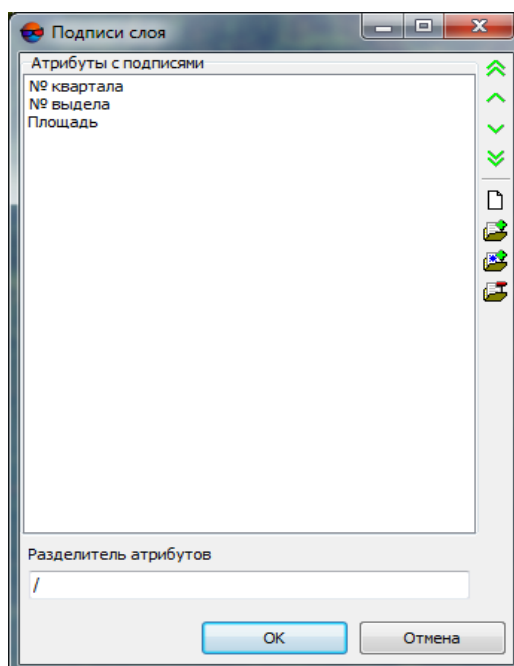 Подписи слоя
Атрибуты с подписями
№ квартала
№ выдела
Площадь
Разделитель атрибутов
/
OK
Отмена